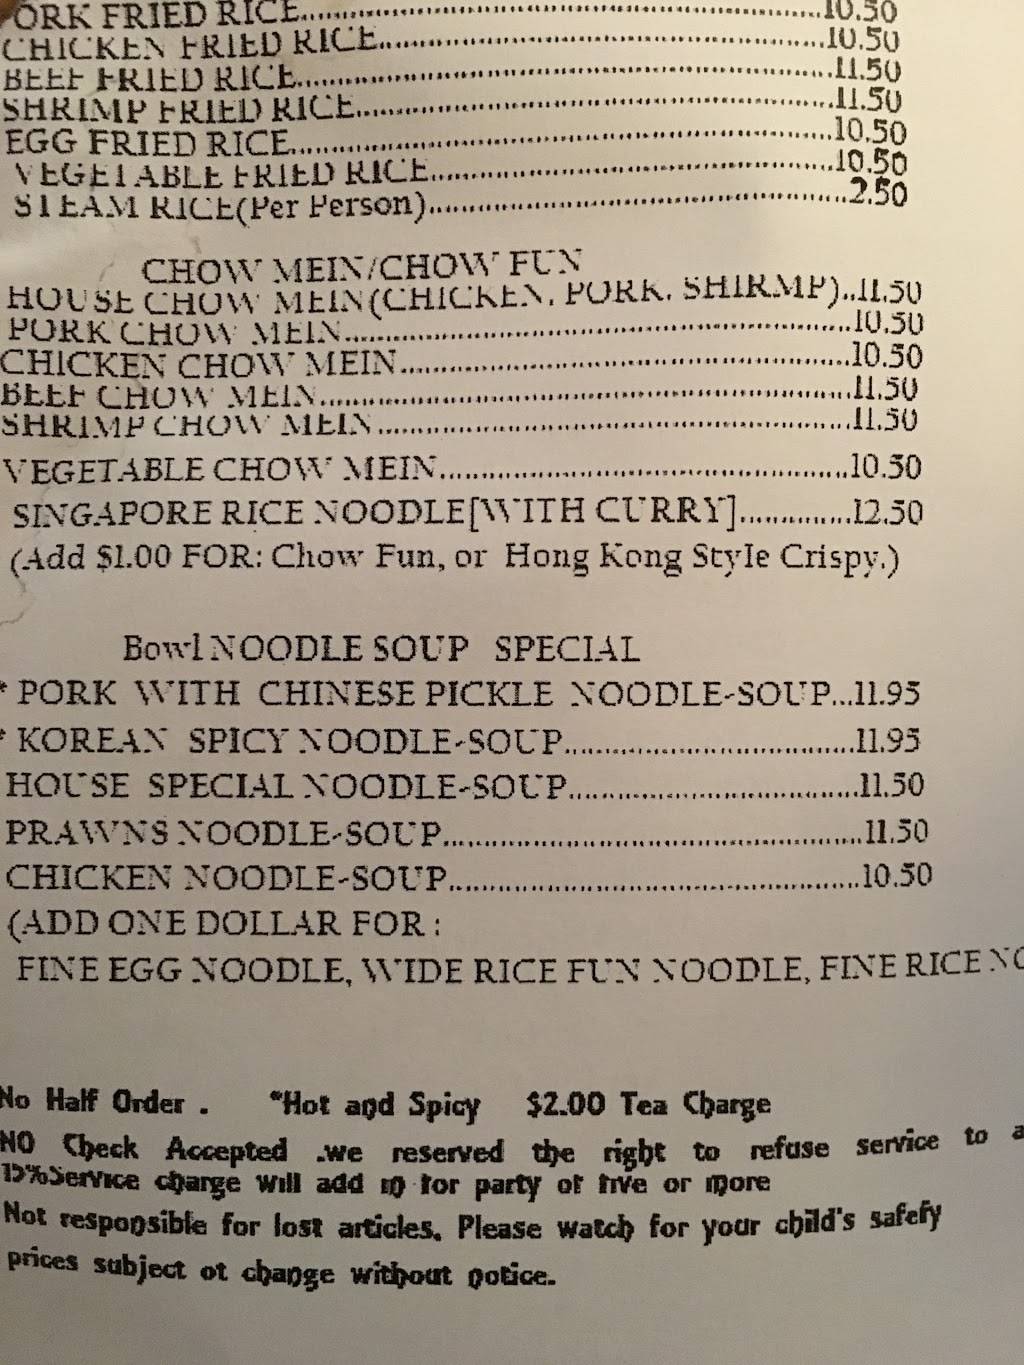 ORK FRIED RICE..........10.50
CHICKEN FRIED RICE..........10.50
BEEF FRIED RICE..........11.50
SHRIMP FRIED RICE..........11.50
EGG FRIED RICE..........10.50
VEGETABLE FRIED RICE..........10.50
STEAM RICE(Per Person)..........2.50
CHOW MEIN/CHOW FUN
HOUSE CHOW MEIN(CHICKEN, PORK, SHIRMP)..11.50
PORK CHOW MEIN..........10.50
CHICKEN CHOW MEIN..........10.50
BEEF CHOW MEIN..........11.50
SHRIMP CHOW MEIN..........11.50
VEGETABLE CHOW MEIN..........10.50
SINGAPORE RICE NOODLE[WITH CURRY]..........12.50
(Add $1.00 FOR: Chow Fun, or Hong Kong Style Crispy.)
Bowl NOODLE SOUP SPECIAL
* PORK WITH CHINESE PICKLE NOODLE-SOUP...11.95
* KOREAN SPICY NOODLE-SOUP..........11.95
HOUSE SPECIAL NOODLE-SOUP..........11.50
PRAWNS NOODLE-SOUP..........11.50
CHICKEN NOODLE-SOUP..........10.50
(ADD ONE DOLLAR FOR :
FINE EGG NOODLE, WIDE RICE FUN NOODLE, FINE RICE NO
No Half Order . *Hot and Spicy $2.00 Tea Charge
NO Check Accepted .we reserved the right to refuse service to a
15%Service charge will add in for party of five or more
Not responsible for lost articles. Please watch for your child's safety
prices subject ot change without notice.